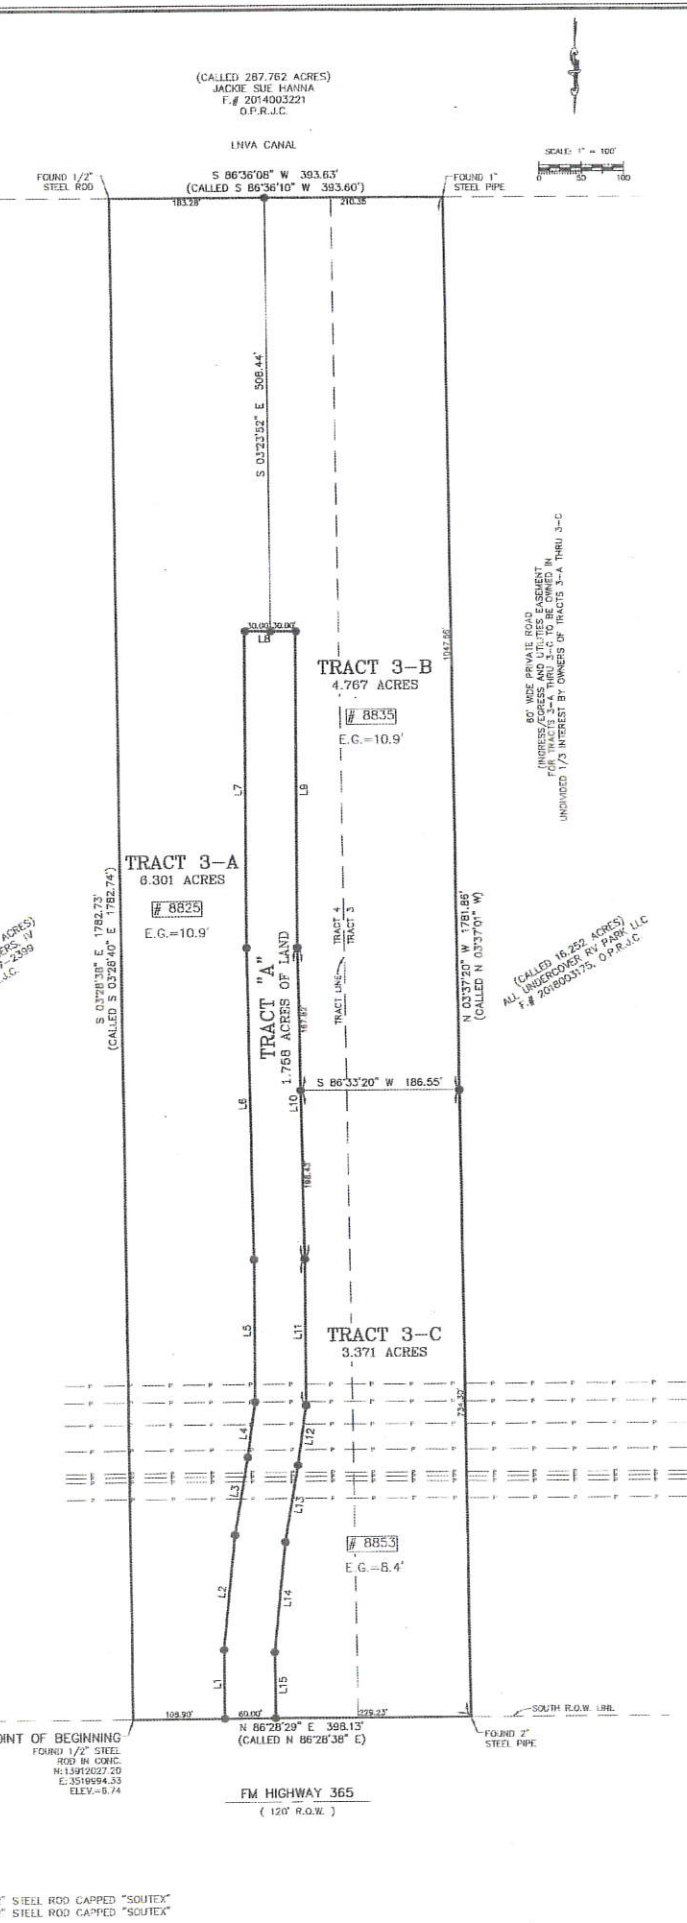 (CALLED 287.762 ACRES)
JACKIE SUE HANNA
F.# 2014003221
O.P.R.J.C.
LNVA CANAL
SCALE: 1" = 100'
0 50 100
FOUND 1/2"
STEEL ROD
S 86°36'08" W 393.63'
(CALLED S 86°36'10" W 393.60')
FOUND 1"
STEEL PIPE
183.28'
210.35
S 03°23'52" E 508.44'
30.00' 30.00'
L8
TRACT 3-B
4.767 ACRES
# 8835
E.G.=10.9'
1047.56'
60' WIDE PRIVATE ROAD
(INGRESS/EGRESS AND UTILITIES EASEMENT
FOR TRACTS 3-A THRU 3-C TO BE OWNED IN
UNDIVIDED 1/3 INTEREST BY OWNERS OF TRACTS 3-A THRU 3-C
L7
L9
TRACT 3-A
6.301 ACRES
# 8825
E.G.=10.9'
S 03°28'38" E 1782.73'
(CALLED S 03°28'40" E 1782.74')
ACRES)
TRACT "A"
1.758 ACRES OF LAND
TRACT 4
TRACT 3
TRACT LINE
N 03°37'20" W 1781.86'
(CALLED N 03°37'01" W)
(CALLED 16.252 ACRES)
ALL UNDERCOVER RV PARK LLC
F.# 2018003175, O.P.R.J.C.
S 86°33'20" W 186.55'
L6
L10
L5
L11
TRACT 3-C
3.371 ACRES
734.30'
L4
L12
L3
L13
L2
L14
# 8853
E.G.=8.4'
L1
L15
60.00'
229.23'
SOUTH R.O.W. LINE
OINT OF BEGINNING
FOUND 1/2" STEEL
ROD IN CONC.
N:13912027.20
E:3519994.33
ELEV.=8.74
N 86°28'29" E 398.13'
(CALLED N 86°28'38" E)
FOUND 2"
STEEL PIPE
FM HIGHWAY 365
( 120' R.O.W. )
" STEEL ROD CAPPED "SOUTEX"
" STEEL ROD CAPPED "SOUTEX"